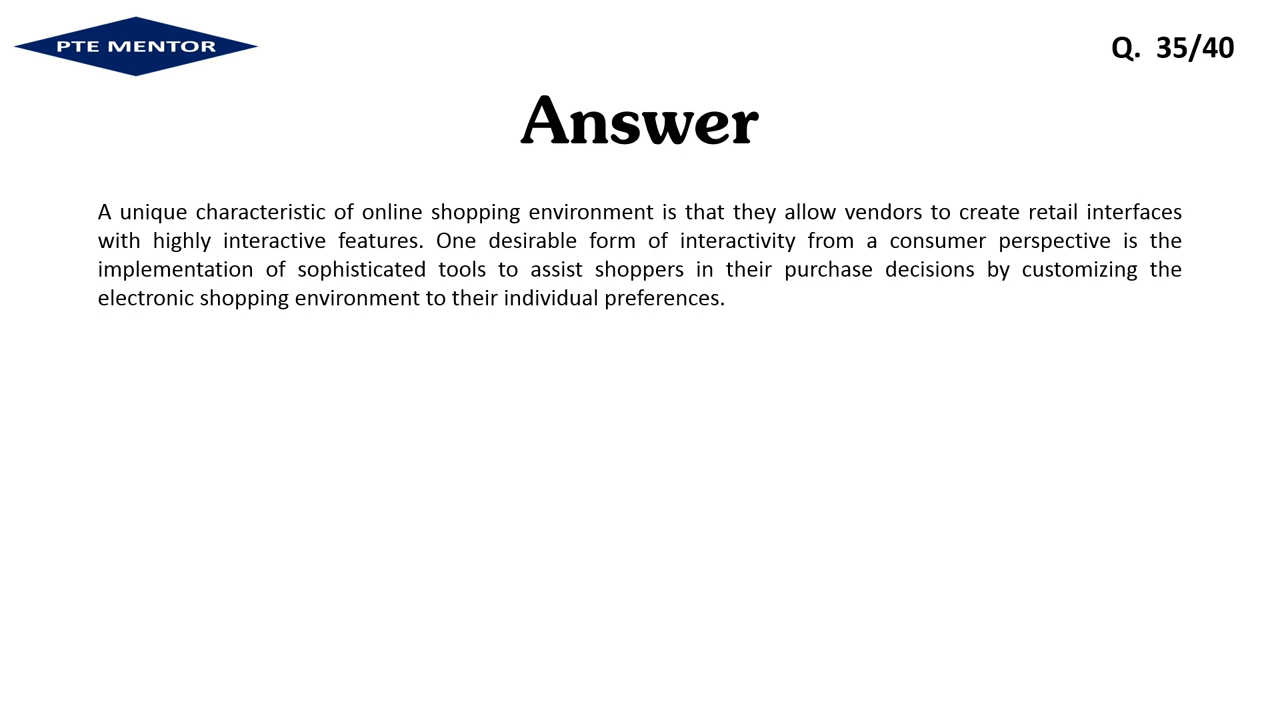 PTE MENTOR
Q. 35/40
Answer
A unique characteristic of online shopping environment is that they allow vendors to create retail interfaces
with highly interactive features. One desirable form of interactivity from a consumer perspective is the
implementation of sophisticated tools to assist shoppers in their purchase decisions by customizing the
electronic shopping environment to their individual preferences.